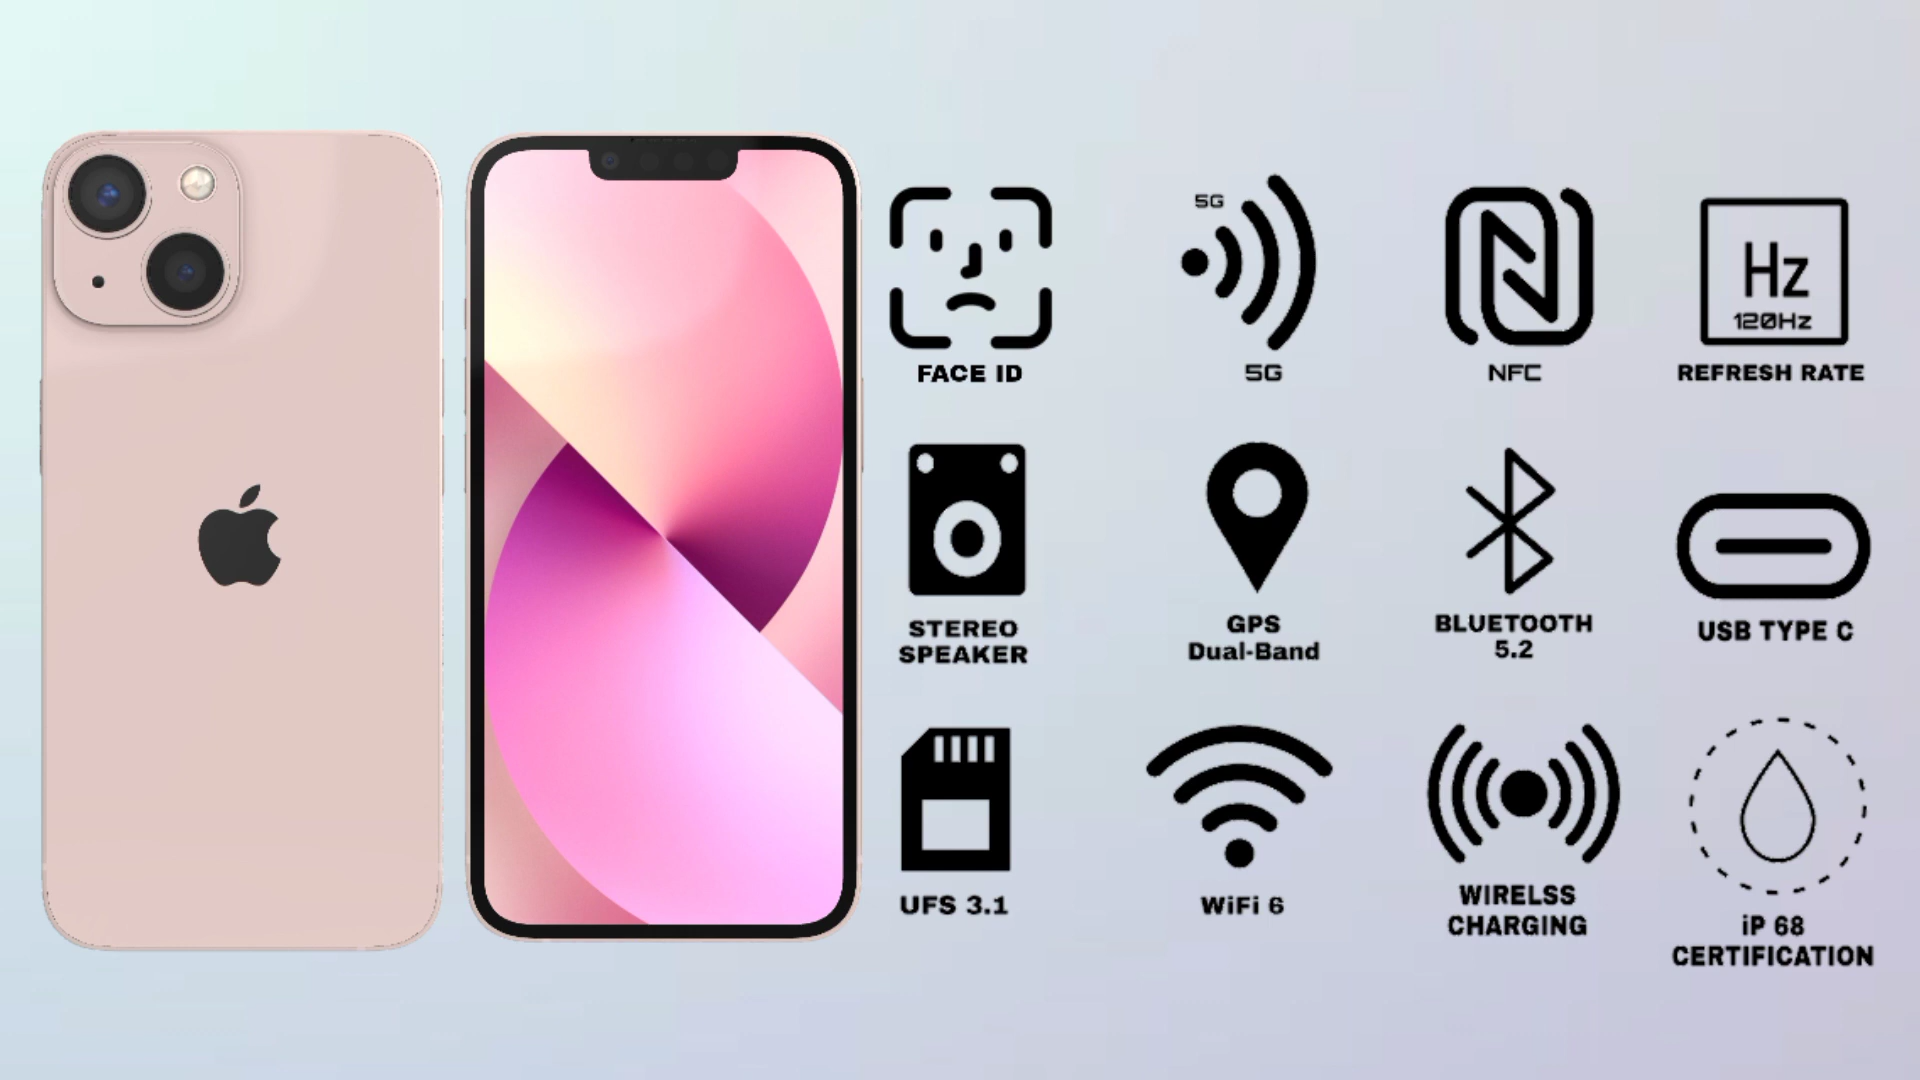 FACE ID
5G
5G
NFC
Hz
120Hz
REFRESH RATE
STEREO
SPEAKER
GPS
Dual-Band
BLUETOOTH
5.2
USB TYPE C
UFS 3.1
WiFi 6
WIRELSS
CHARGING
iP 68
CERTIFICATION